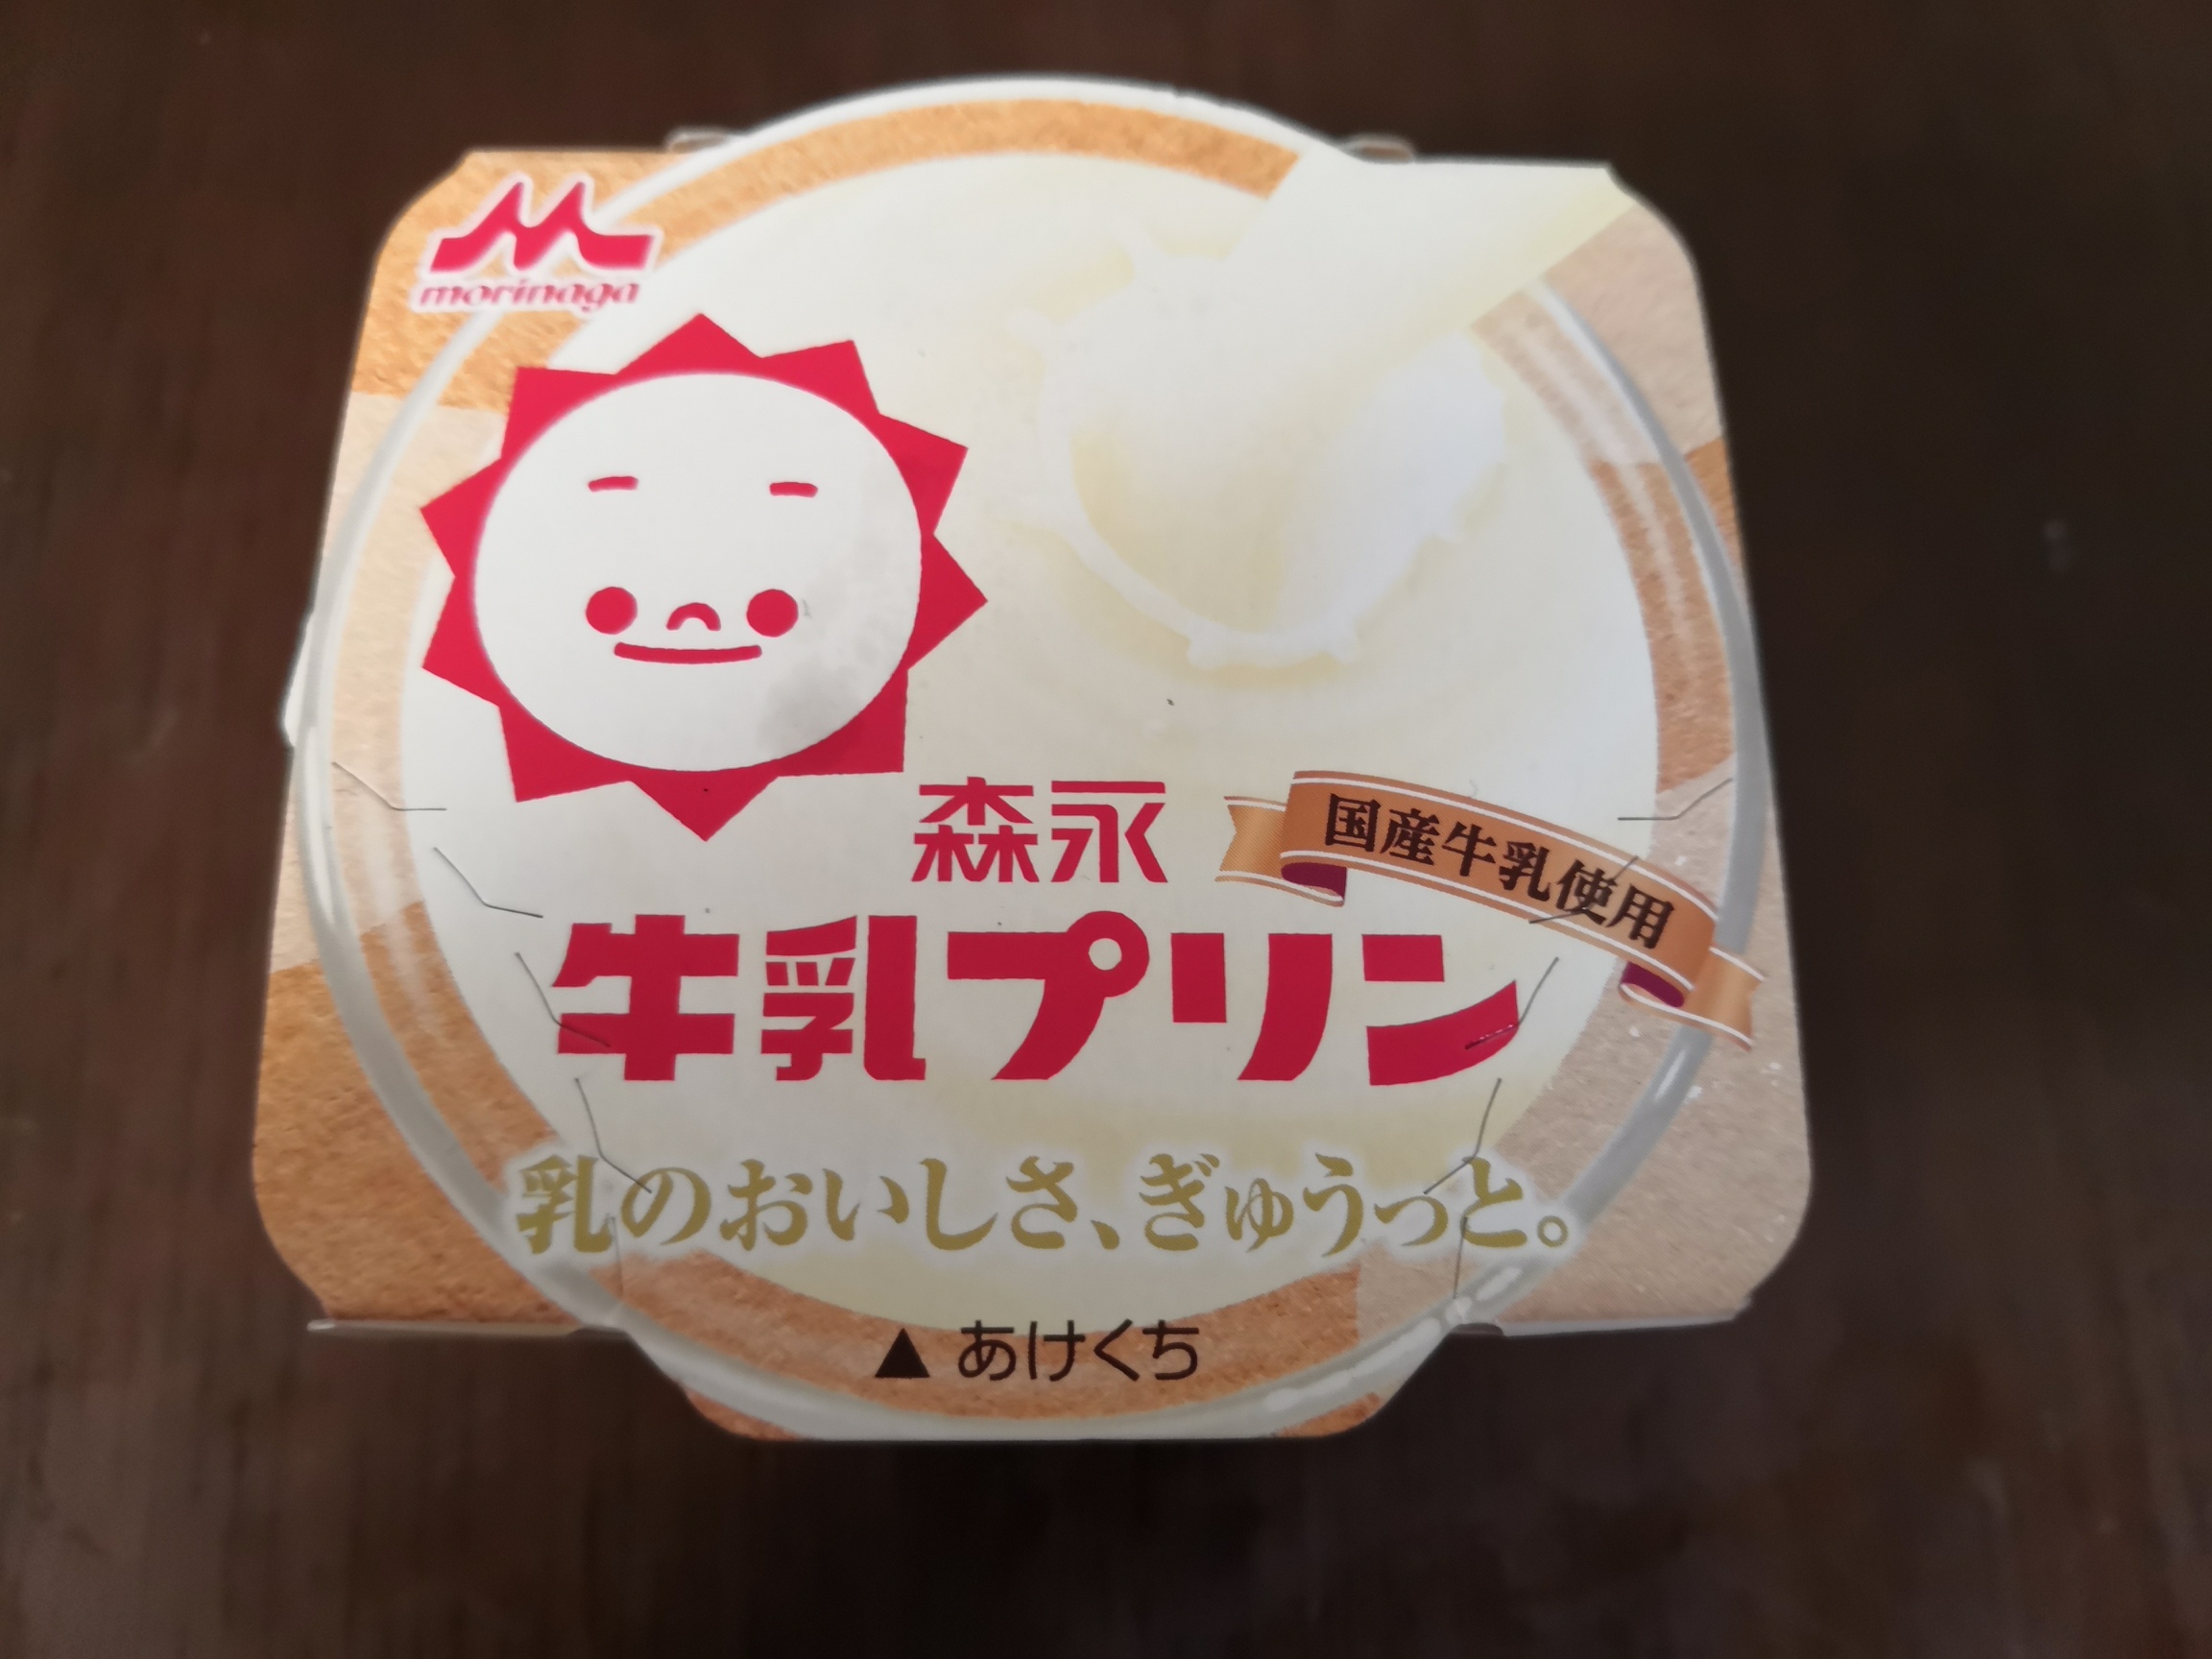 morinaga
森永
国産牛乳使用
牛乳プリン
乳のおいしさ、ぎゅうっと。
▲ あけくち